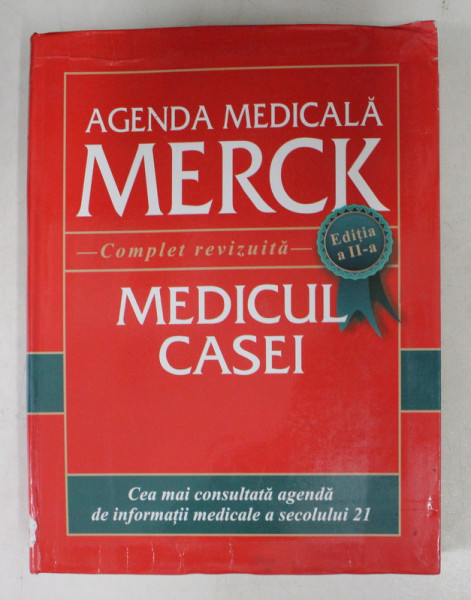 AGENDA MEDICALĂ
MERCK
Complet revizuită
Ediția
a II-a
MEDICUL
CASEI
Cea mai consultată agendă
de informații medicale a secolului 21